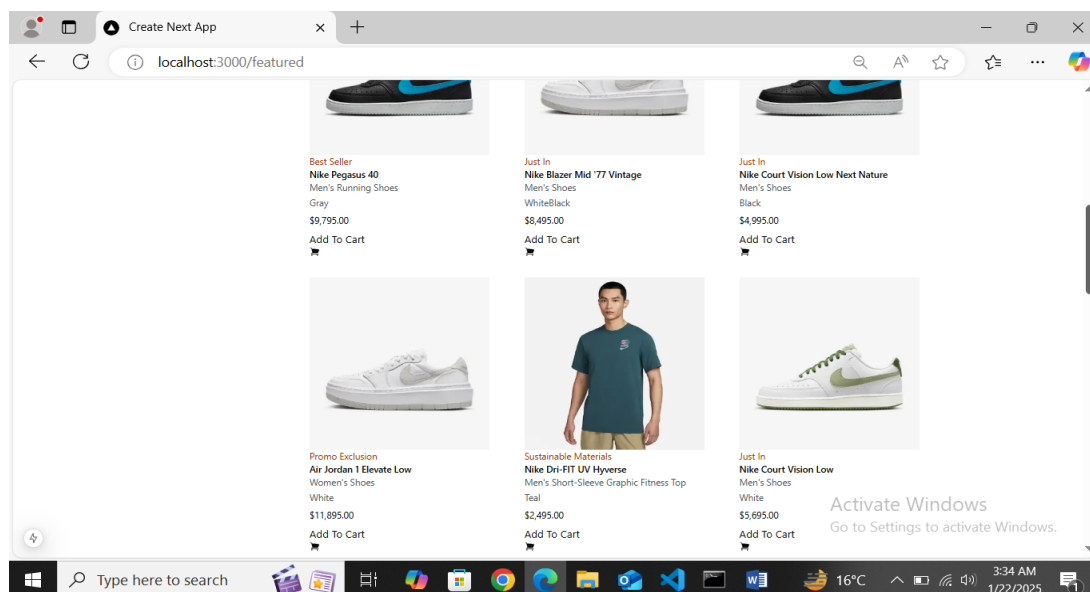 Create Next App
localhost:3000/featured
Best Seller
Nike Pegasus 40
Men's Running Shoes
Gray
$9,795.00
Add To Cart
Just In
Nike Blazer Mid '77 Vintage
Men's Shoes
WhiteBlack
$8,495.00
Add To Cart
Just In
Nike Court Vision Low Next Nature
Men's Shoes
Black
$4,995.00
Add To Cart
Promo Exclusion
Air Jordan 1 Elevate Low
Women's Shoes
White
$11,895.00
Add To Cart
Sustainable Materials
Nike Dri-FIT UV Hyverse
Men's Short-Sleeve Graphic Fitness Top
Teal
$2,495.00
Add To Cart
Just In
Nike Court Vision Low
Men's Shoes
White
$5,695.00
Add To Cart
Activate Windows
Go to Settings to activate Windows.
Type here to search
16°C
3:34 AM
1/22/2025
1